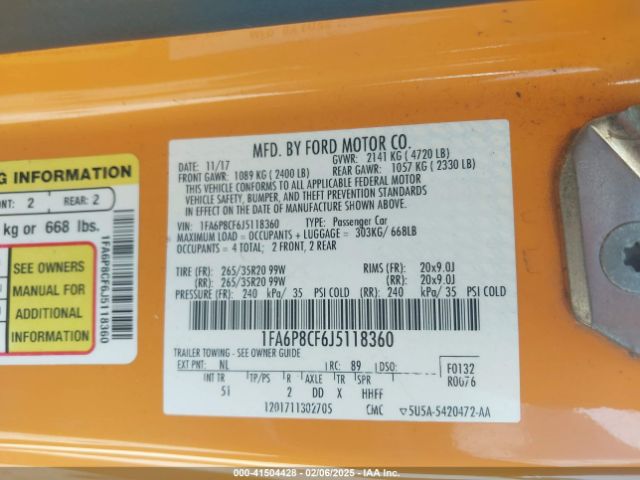 MFD. BY FORD MOTOR CO.
DATE: 11/17 GVWR: 2141 KG ( 4720 LB)
FRONT GAWR: 1089 KG ( 2400 LB) REAR GAWR: 1057 KG ( 2330 LB)
THIS VEHICLE CONFORMS TO ALL APPLICABLE FEDERAL MOTOR
VEHICLE SAFETY, BUMPER, AND THEFT PREVENTION STANDARDS
IN EFFECT ON THE DATE OF MANUFACTURE SHOWN ABOVE.
VIN: 1FA6P8CF6J5118360 TYPE: Passenger Car
MAXIMUM LOAD = OCCUPANTS + LUGGAGE = 303KG/ 668LB
OCCUPANTS = 4 TOTAL; 2 FRONT, 2 REAR
TIRE (FR): 265/35R20 99W RIMS (FR): 20x9.0J
(RR): 265/35R20 99W (RR): 20x9.0J
PRESSURE (FR): 240 kPa/ 35 PSI COLD (RR): 240 kPa/ 35 PSI COLD
1FA6P8CF6J5118360
TRAILER TOWING - SEE OWNER GUIDE
EXT PNT: NL RC: 89 DSO: F0132
R0076
INT TR TP/PS R AXLE TR SPR
5I 2 DD X HHFF
12017113027OS CMC 5U5A-5420472-AA
G INFORMATION
NT: 2 REAR: 2
kg or 668 lbs.
SEE OWNERS
MANUAL FOR
ADDITIONAL
INFORMATION
1FA6P8CF6J5118360
000-41504428 - 02/06/2025 - IAA Inc.